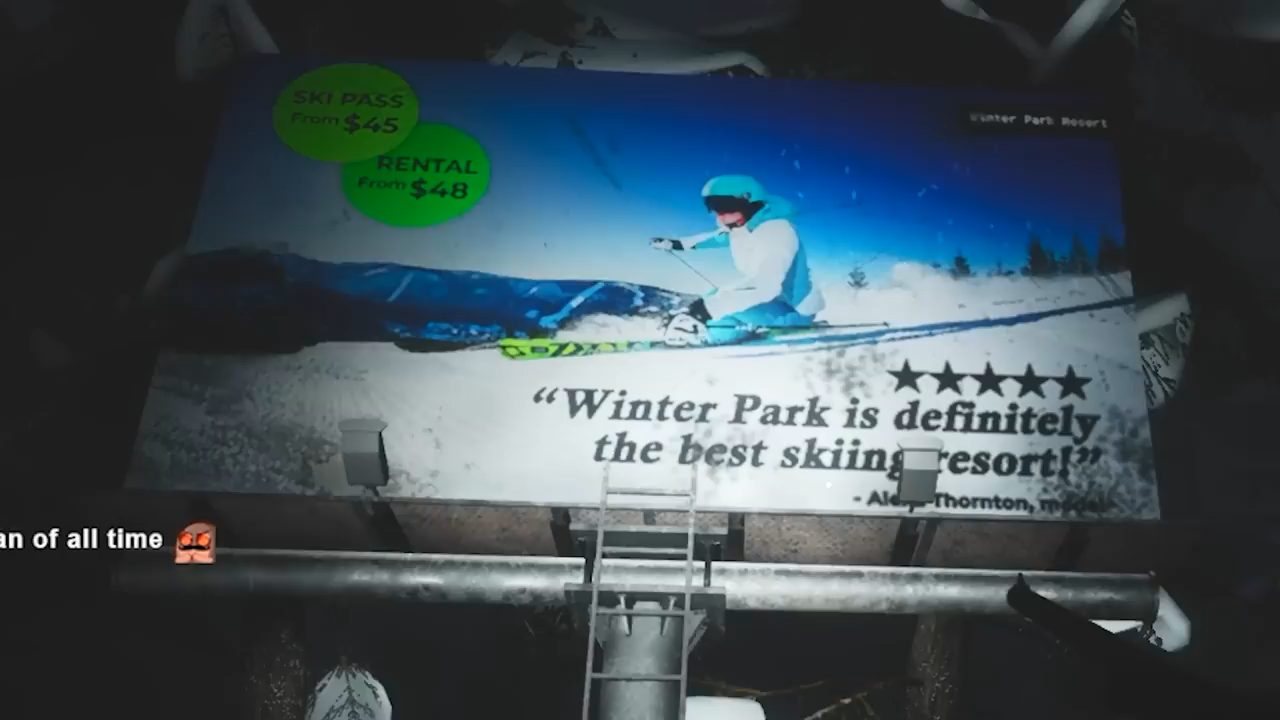 SKI PASS
From $45
RENTAL
From $48
Winter Park Resort
“Winter Park is definitely
the best skiing resort!”
Thornton,
an of all time